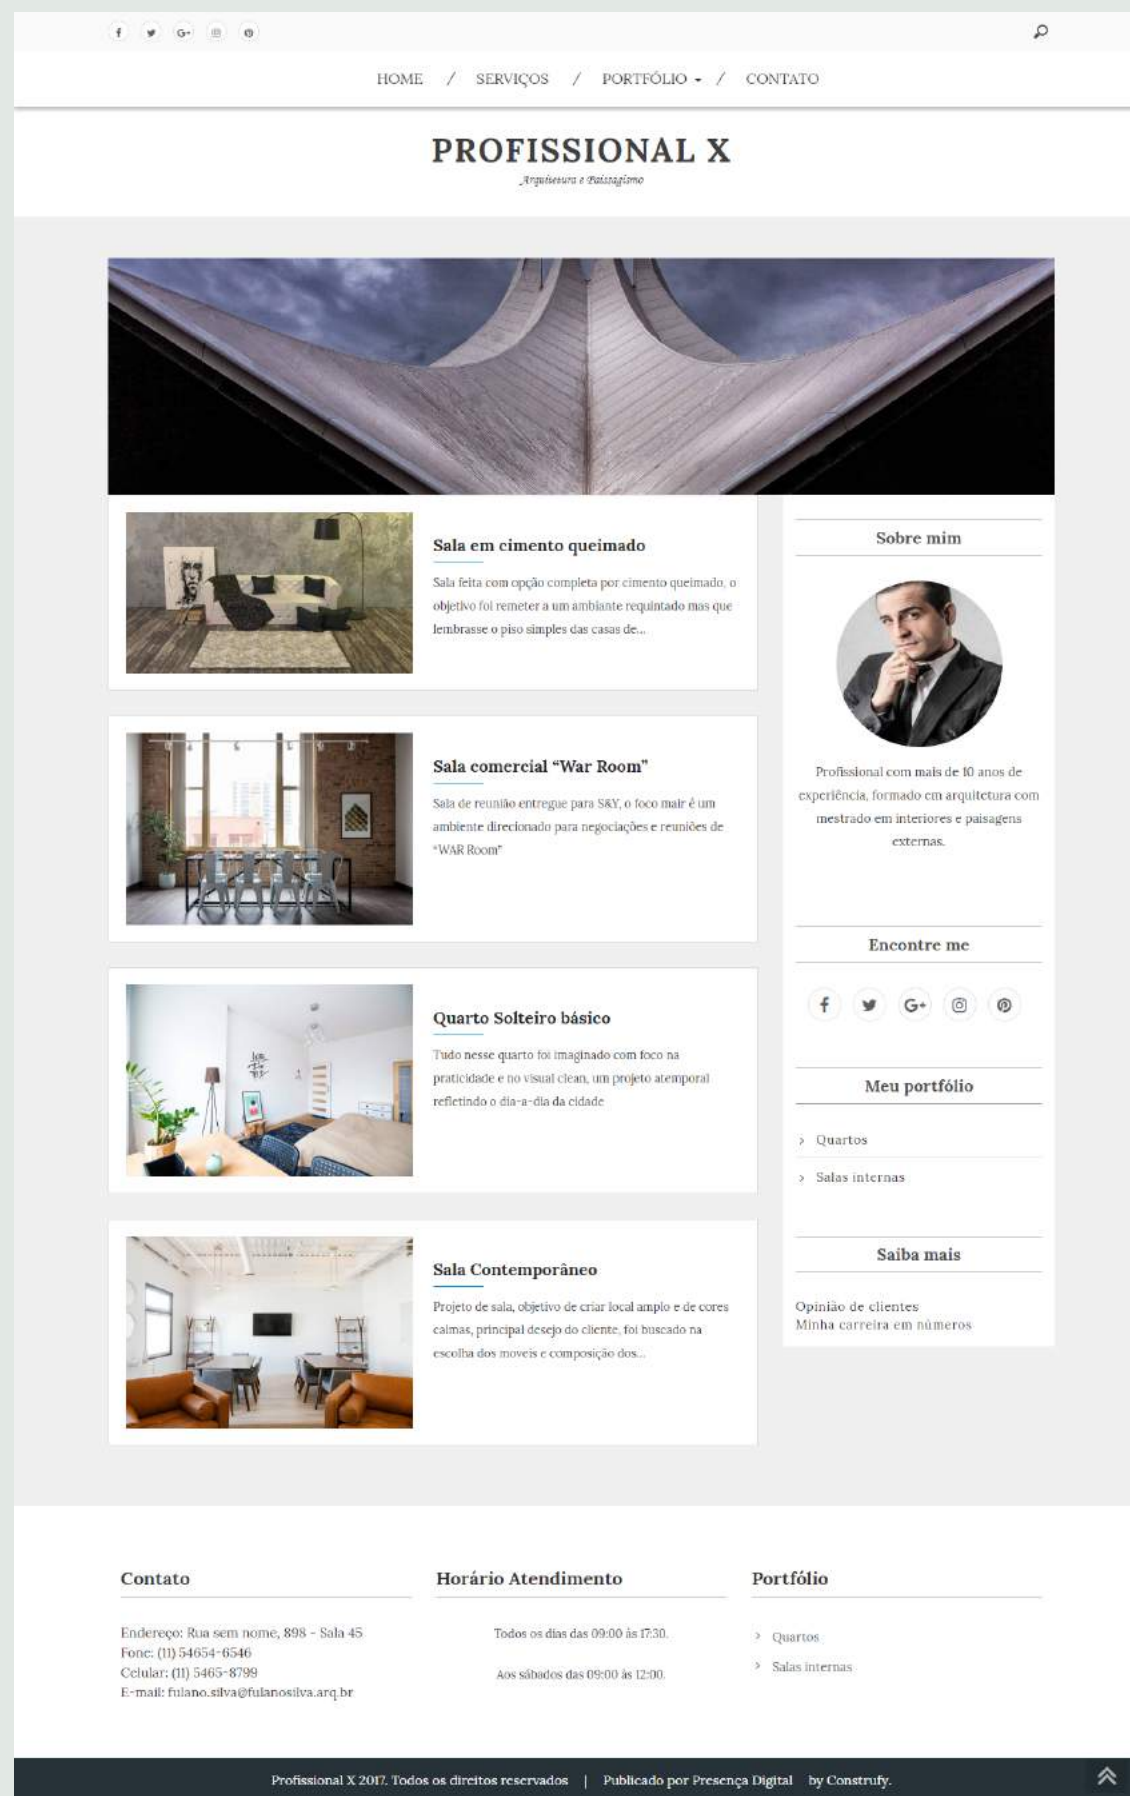 HOME / SERVIÇOS / PORTFÓLIO / CONTATO
PROFISSIONAL X
Arquitetura e Paisagismo
Sala em cimento queimado
Sala feita com opção completa por cimento queimado, o
objetivo foi remeter a um ambiante requintado mas que
lembrasse o piso simples das casas de...
Sala comercial “War Room”
Sala de reunião entregue para S&Y, o foco mair é um
ambiente direcionado para negociações e reuniões de
“WAR Room”
Quarto Solteiro básico
Tudo nesse quarto foi imaginado com foco na
praticidade e no visual clean, um projeto atemporal
refletindo o dia-a-dia da cidade
Sala Contemporâneo
Projeto de sala, objetivo de criar local amplo e de cores
calmas, principal desejo do cliente, foi buscado na
escolha dos moveis e composição dos...
Sobre mim
Profissional com mais de 10 anos de
experiência, formado em arquitetura com
mestrado em interiores e paisagens
externas.
Encontre me
Meu portfólio
Quartos
Salas internas
Saiba mais
Opinião de clientes
Minha carreira em números
Contato
Endereço: Rua sem nome, 898 - Sala 45
Fone: (11) 54654-6546
Celular: (11) 5465-8799
E-mail: fulano.silva@fulanosilva.arq.br
Horário Atendimento
Todos os dias das 09:00 às 17:30.
Aos sábados das 09:00 às 12:00.
Portfólio
Quartos
Salas internas
Profissional X 2017. Todos os direitos reservados | Publicado por Presença Digital by Construfy.